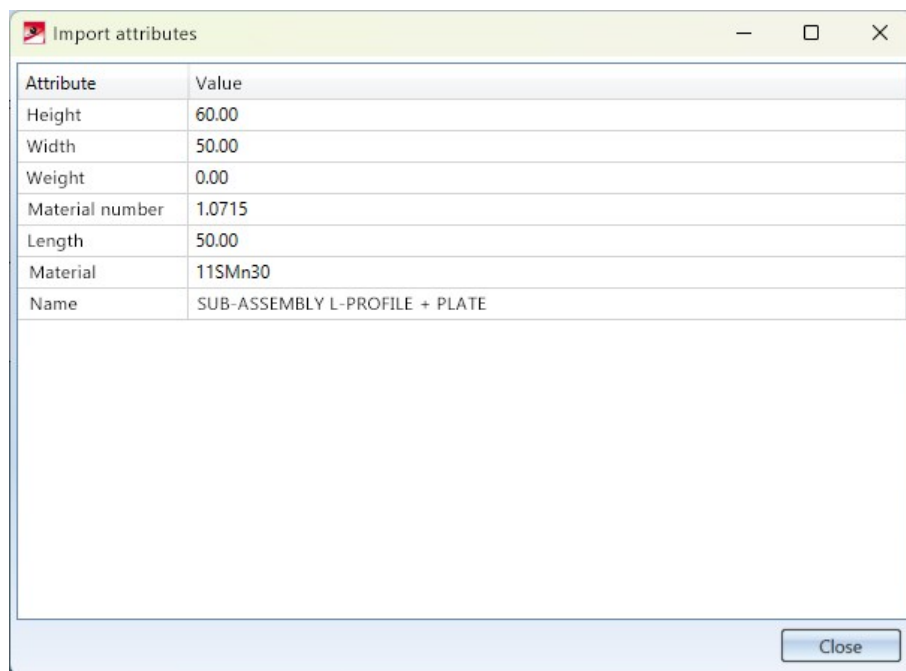 Import attributes
Attribute Value
Height 60.00
Width 50.00
Weight 0.00
Material number 1.0715
Length 50.00
Material 11SMn30
Name SUB-ASSEMBLY L-PROFILE + PLATE
Close